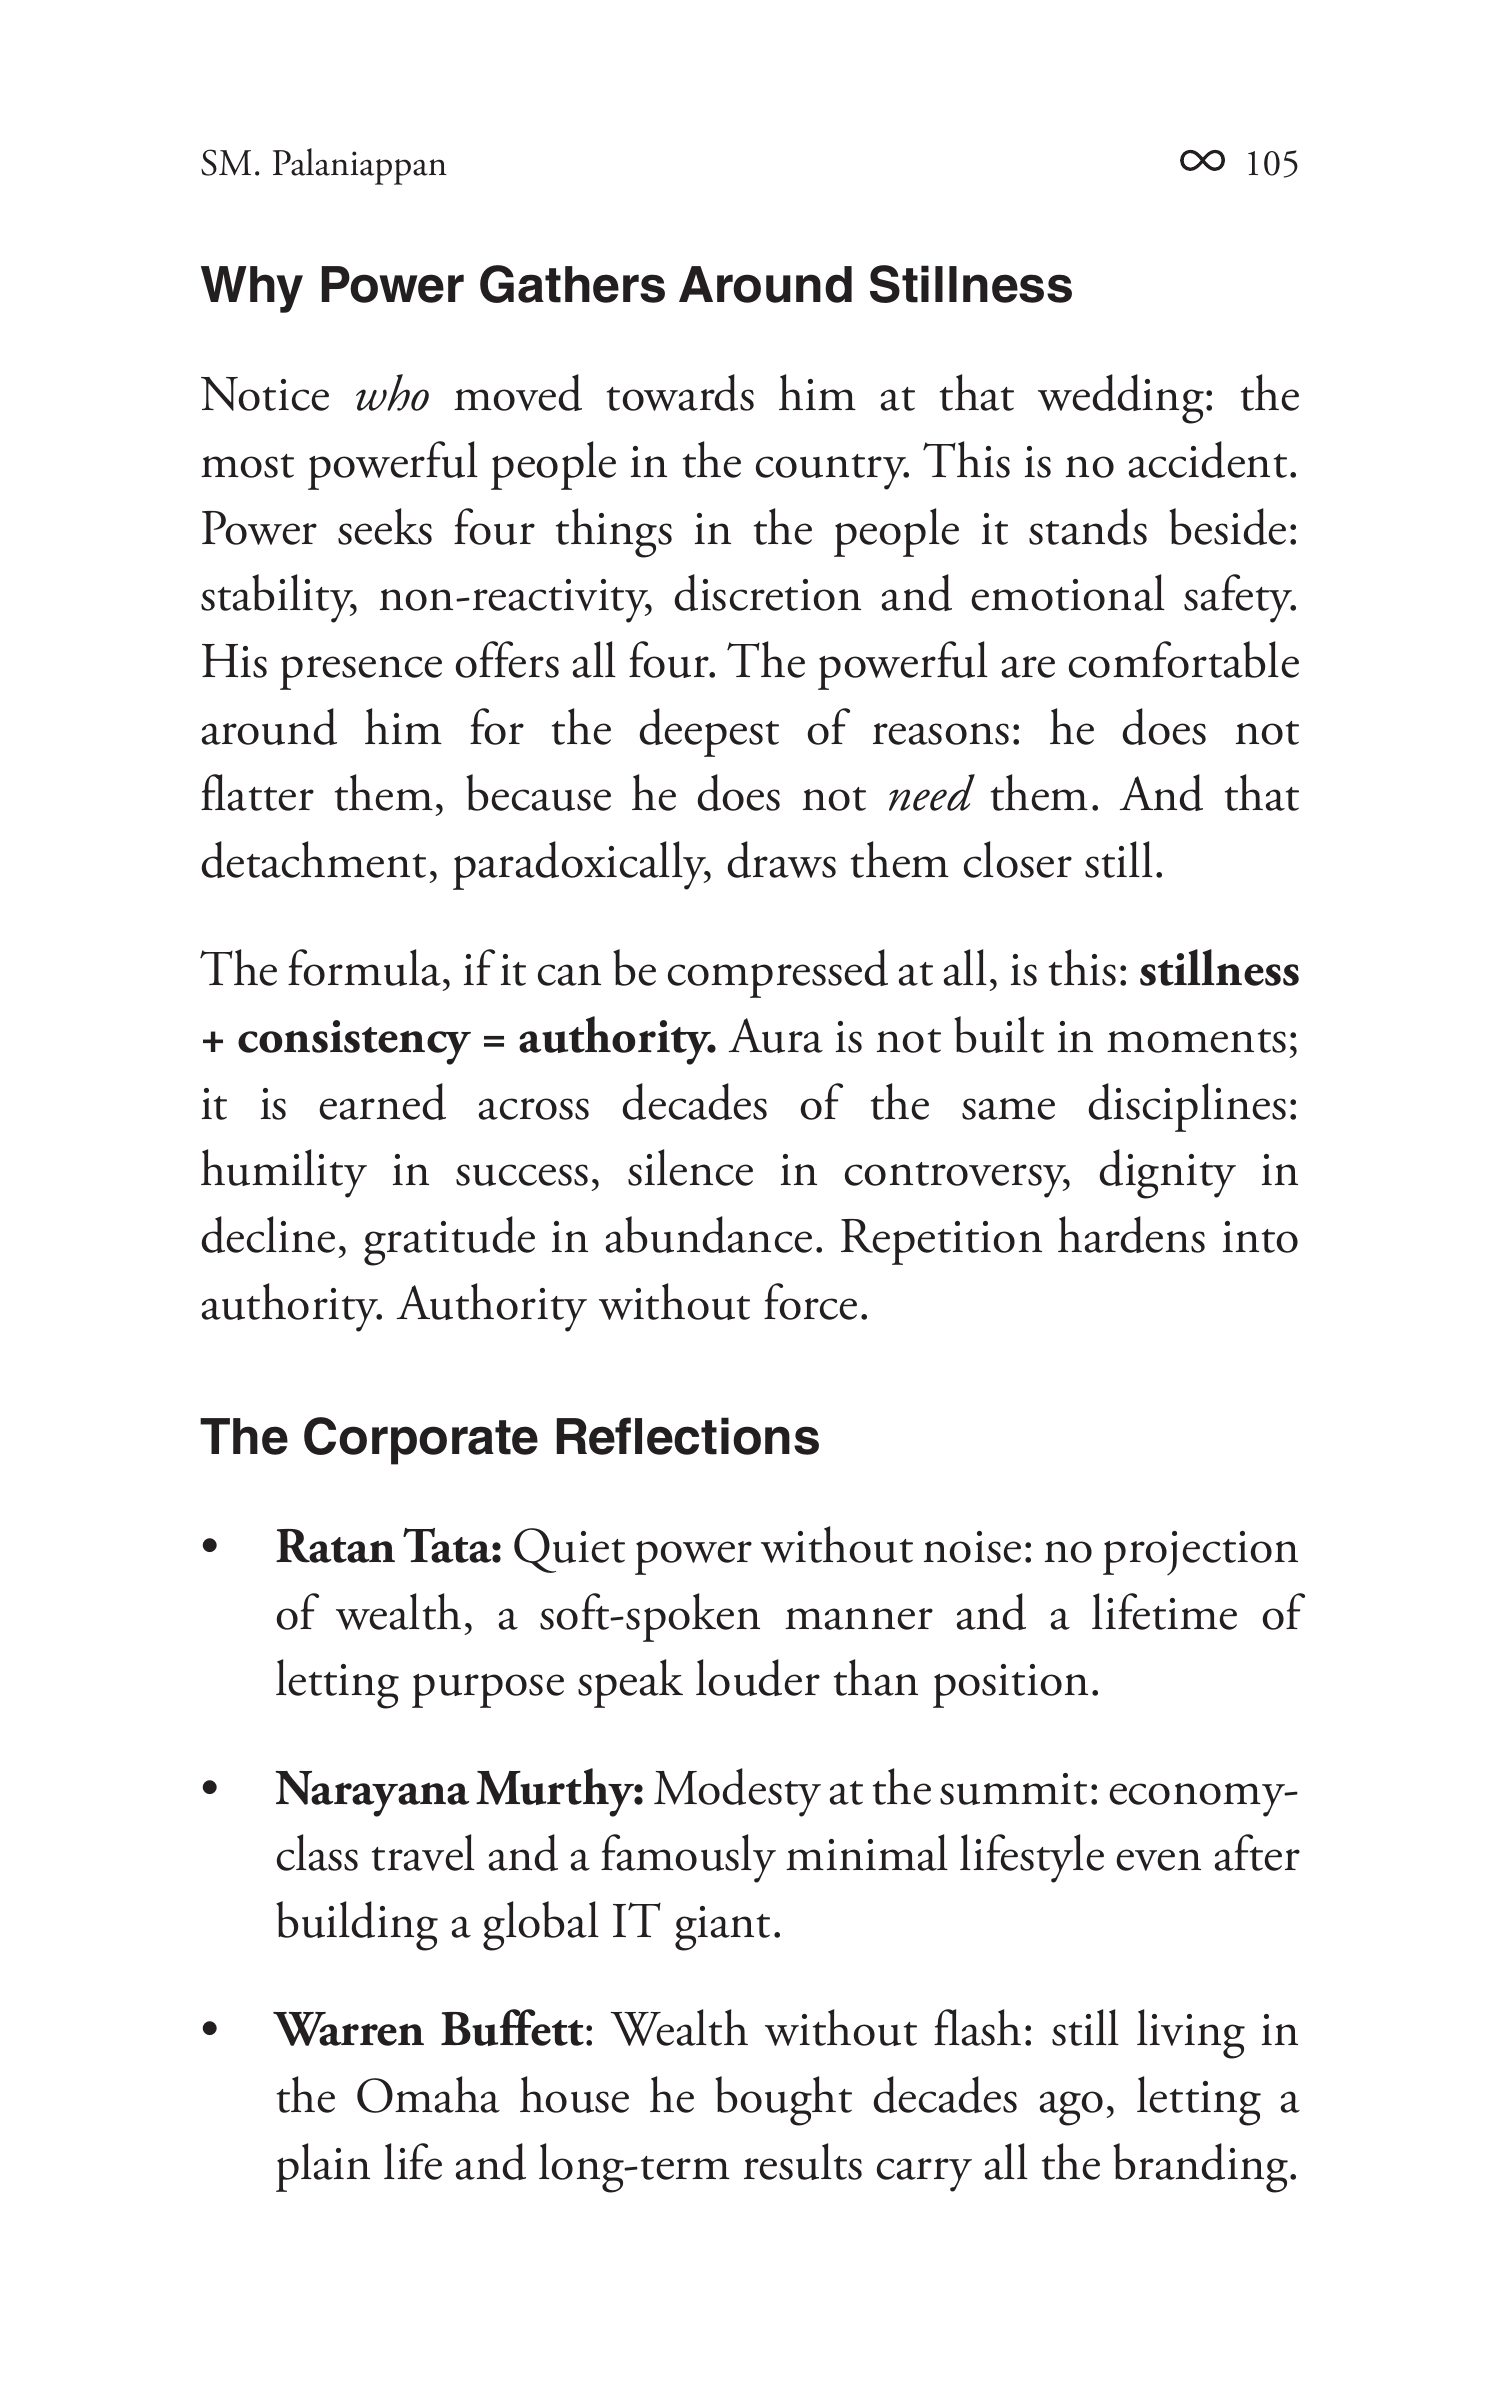 SM. Palaniappan ∞ 105
Why Power Gathers Around Stillness
Notice who moved towards him at that wedding: the
most powerful people in the country. This is no accident.
Power seeks four things in the people it stands beside:
stability, non-reactivity, discretion and emotional safety.
His presence offers all four. The powerful are comfortable
around him for the deepest of reasons: he does not
flatter them, because he does not need them. And that
detachment, paradoxically, draws them closer still.
The formula, if it can be compressed at all, is this: stillness
+ consistency = authority. Aura is not built in moments;
it is earned across decades of the same disciplines:
humility in success, silence in controversy, dignity in
decline, gratitude in abundance. Repetition hardens into
authority. Authority without force.
The Corporate Reflections
• Ratan Tata: Quiet power without noise: no projection
of wealth, a soft-spoken manner and a lifetime of
letting purpose speak louder than position.
• Narayana Murthy: Modesty at the summit: economy-
class travel and a famously minimal lifestyle even after
building a global IT giant.
• Warren Buffett: Wealth without flash: still living in
the Omaha house he bought decades ago, letting a
plain life and long-term results carry all the branding.